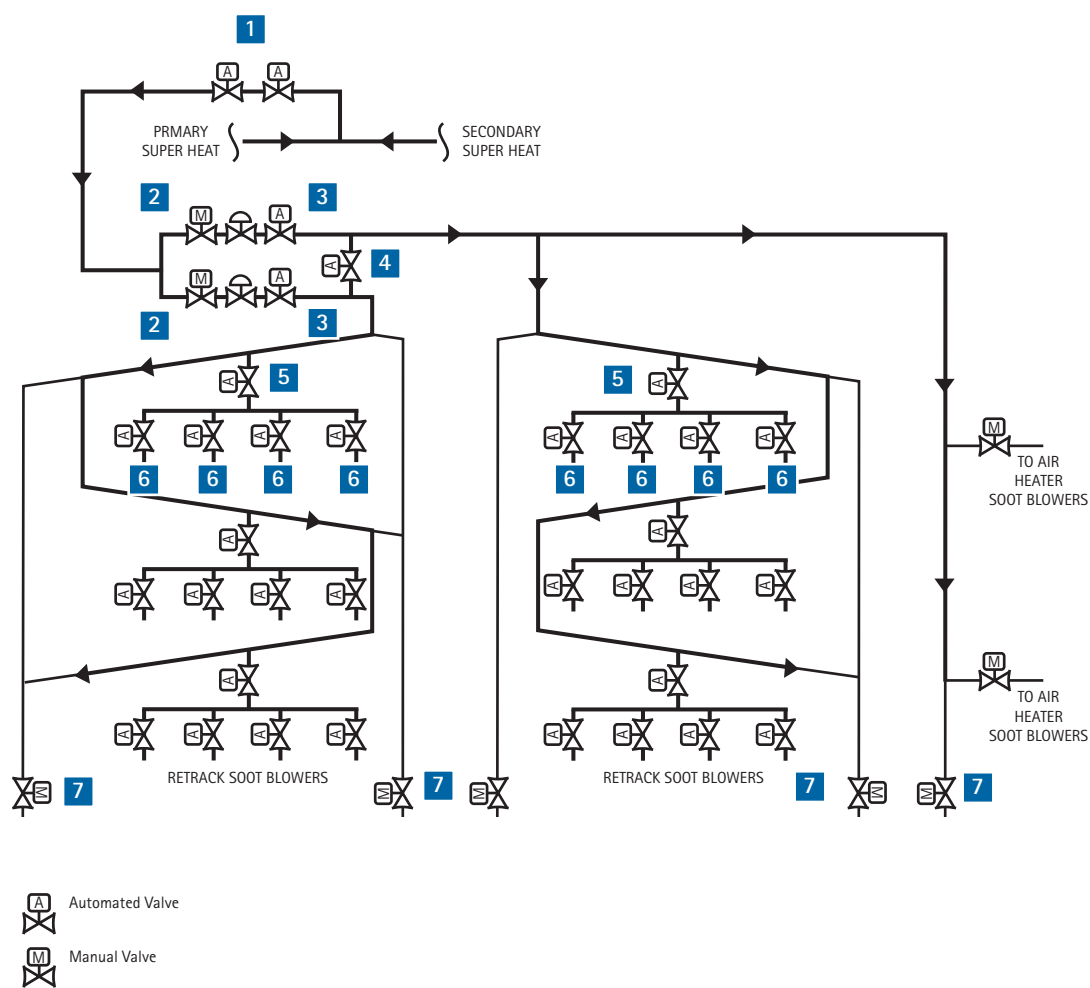 1
A A
PRMARY
SUPER HEAT
SECONDARY
SUPER HEAT
2 3
M A
A 4
M A
2 3
A 5
5 A
A A A A
A A A A
6 6 6 6
6 6 6 6
M
TO AIR
HEATER
SOOT BLOWERS
A
A
A A A A
A A A A
A
A
M
TO AIR
HEATER
SOOT BLOWERS
A A A A
A A A A
RETRACK SOOT BLOWERS
RETRACK SOOT BLOWERS
M 7
M 7
M
7 M
M 7
A Automated Valve
M Manual Valve